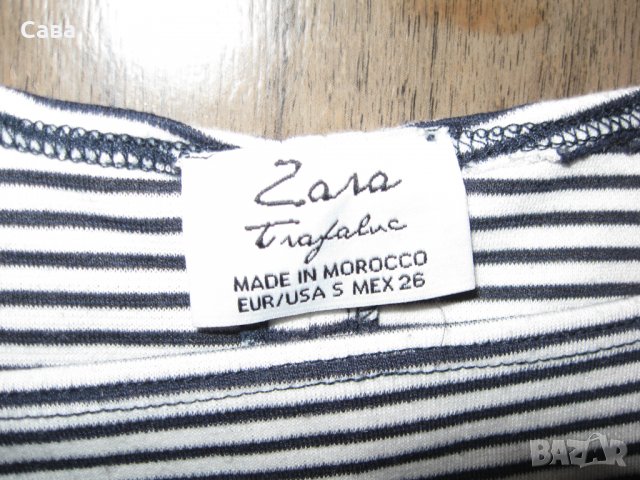 Сава
Zara
Trafaluc
MADE IN MOROCCO
EUR/USA S MEX 26
BAZAR